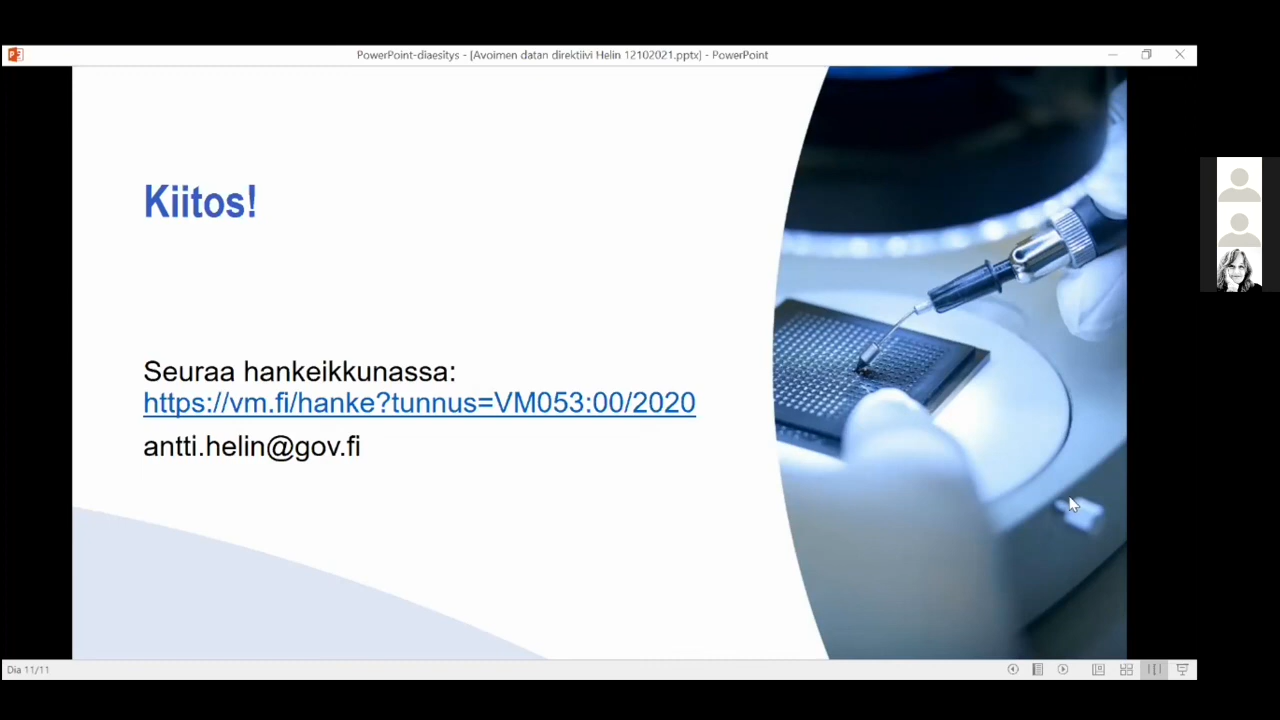 PowerPoint-diaesitys - [Avoimen datan direktiivi Helin 12102021.pptx] - PowerPoint
Kiitos!
Seuraa hankeikkunassa:
https://vm.fi/hanke?tunnus=VM053:00/2020
antti.helin@gov.fi
Dia 11/11